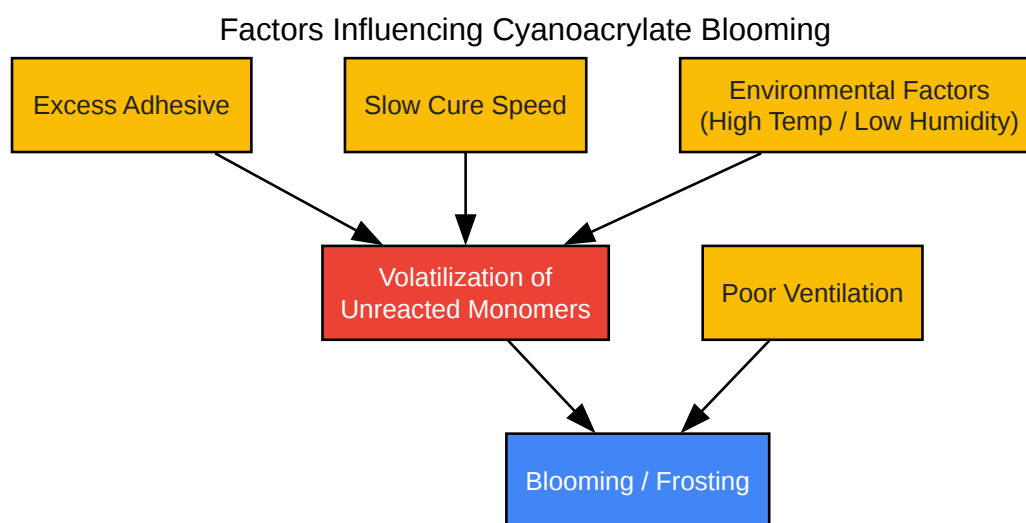 Factors Influencing Cyanoacrylate Blooming
Excess Adhesive
Slow Cure Speed
Environmental Factors
(High Temp / Low Humidity)
Volatilization of
Unreacted Monomers
Poor Ventilation
Blooming / Frosting